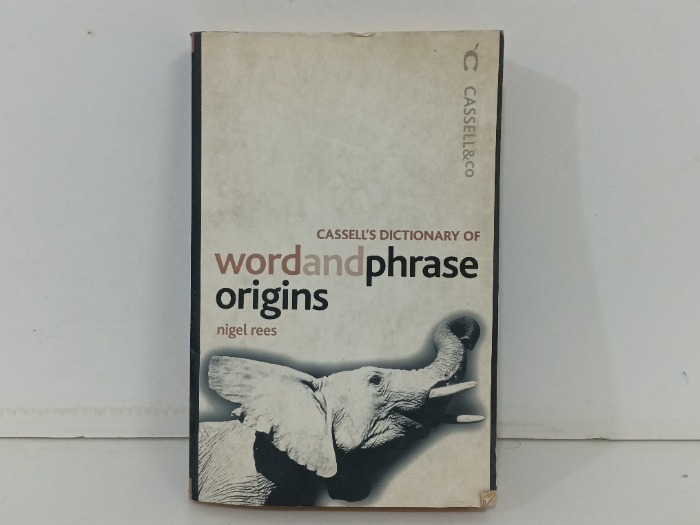 CASSELL&CO
CASSELL'S DICTIONARY OF
wordandphrase
origins
nigel rees